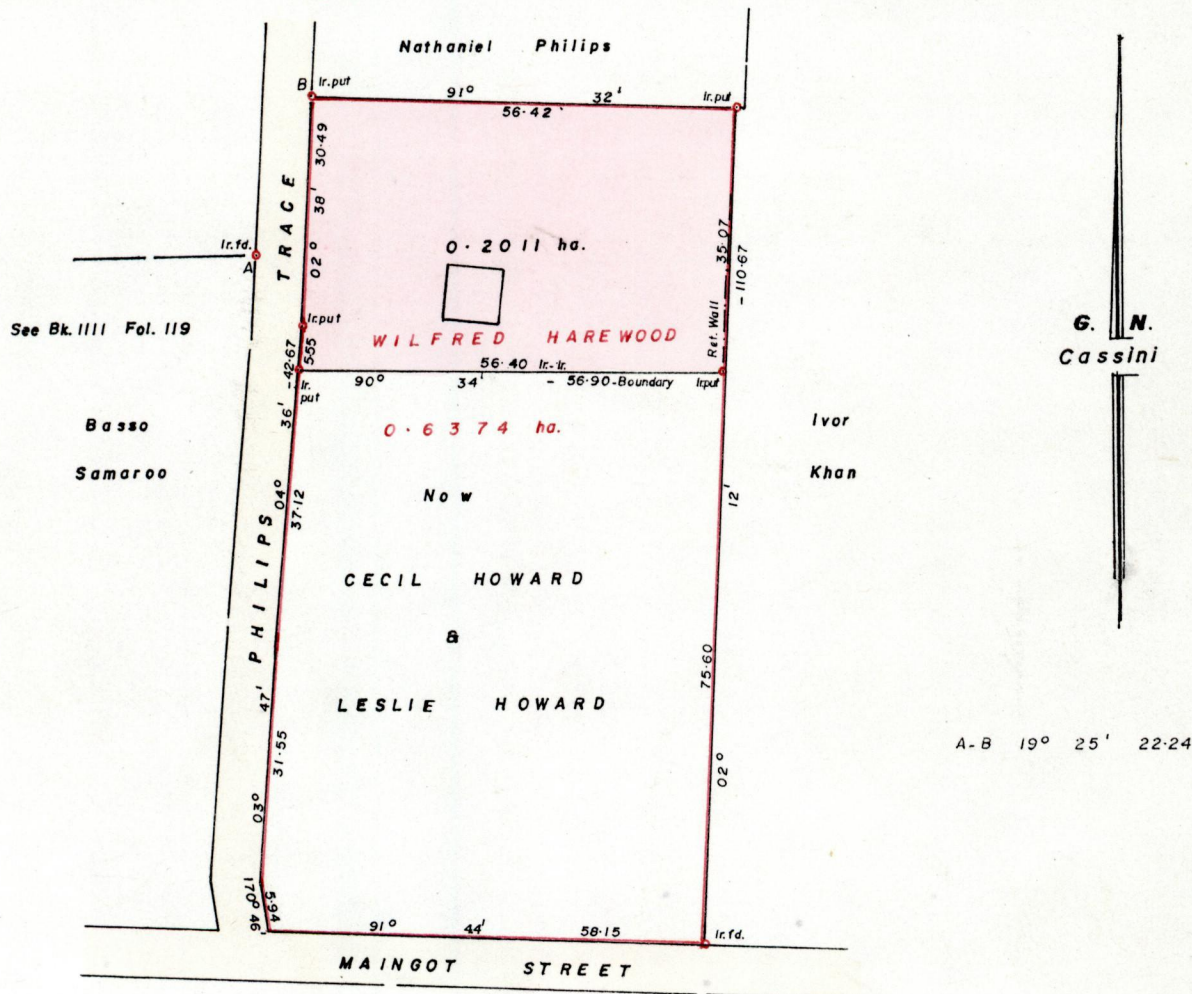 Nathaniel Philips
B Ir.put
91° 32'
Ir.put
56·42
30·49
38'
02°
TRACE
Ir.fd.
A
0·2011 ha.
35·07
-110·67
Ret. Wall
See Bk. 1111 Fol. 119
Ir.put
WILFRED HAREWOOD
G. N.
Cassini
5·55
-42·67
56·40 Ir.-Ir.
90° 34' - 56·90-Boundary
Ir.put
Ir.
put
36'
04°
37·12
0·6374 ha.
Basso
Samaroo
Ivor
Khan
Now
12'
CECIL HOWARD
&
LESLIE HOWARD
PHILIPS
47'
31·55
03°
75·60
02°
A-B 19° 25' 22·24
170° 46'
5·94
91° 44' 58·15
Ir.fd.
MAINGOT STREET